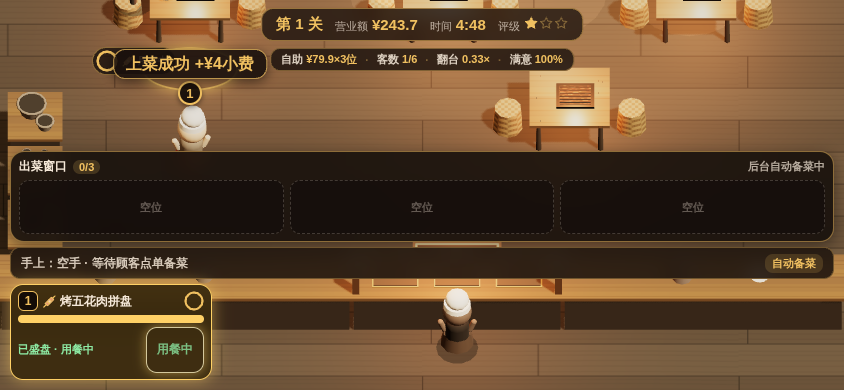 第 1 关 营业额 ¥243.7 时间 4:48 评级
上菜成功 +¥4小费
自助 ¥79.9×3位 · 客数 1/6 · 翻台 0.33× · 满意 100%
1
出菜窗口 0/3 后台自动备菜中
空位 空位 空位
手上：空手 · 等待顾客点单备菜 自动备菜
1 烤五花肉拼盘
已盛盘 · 用餐中 用餐中